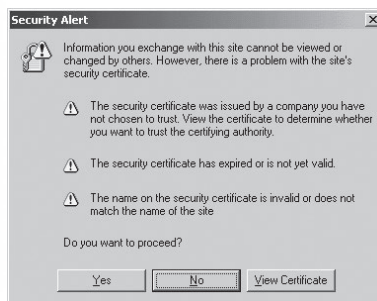 Security Alert
Information you exchange with this site cannot be viewed or
changed by others. However, there is a problem with the site's
security certificate.
The security certificate was issued by a company you have
not chosen to trust. View the certificate to determine whether
you want to trust the certifying authority.
The security certificate has expired or is not yet valid.
The name on the security certificate is invalid or does not
match the name of the site
Do you want to proceed?
Yes
No
View Certificate